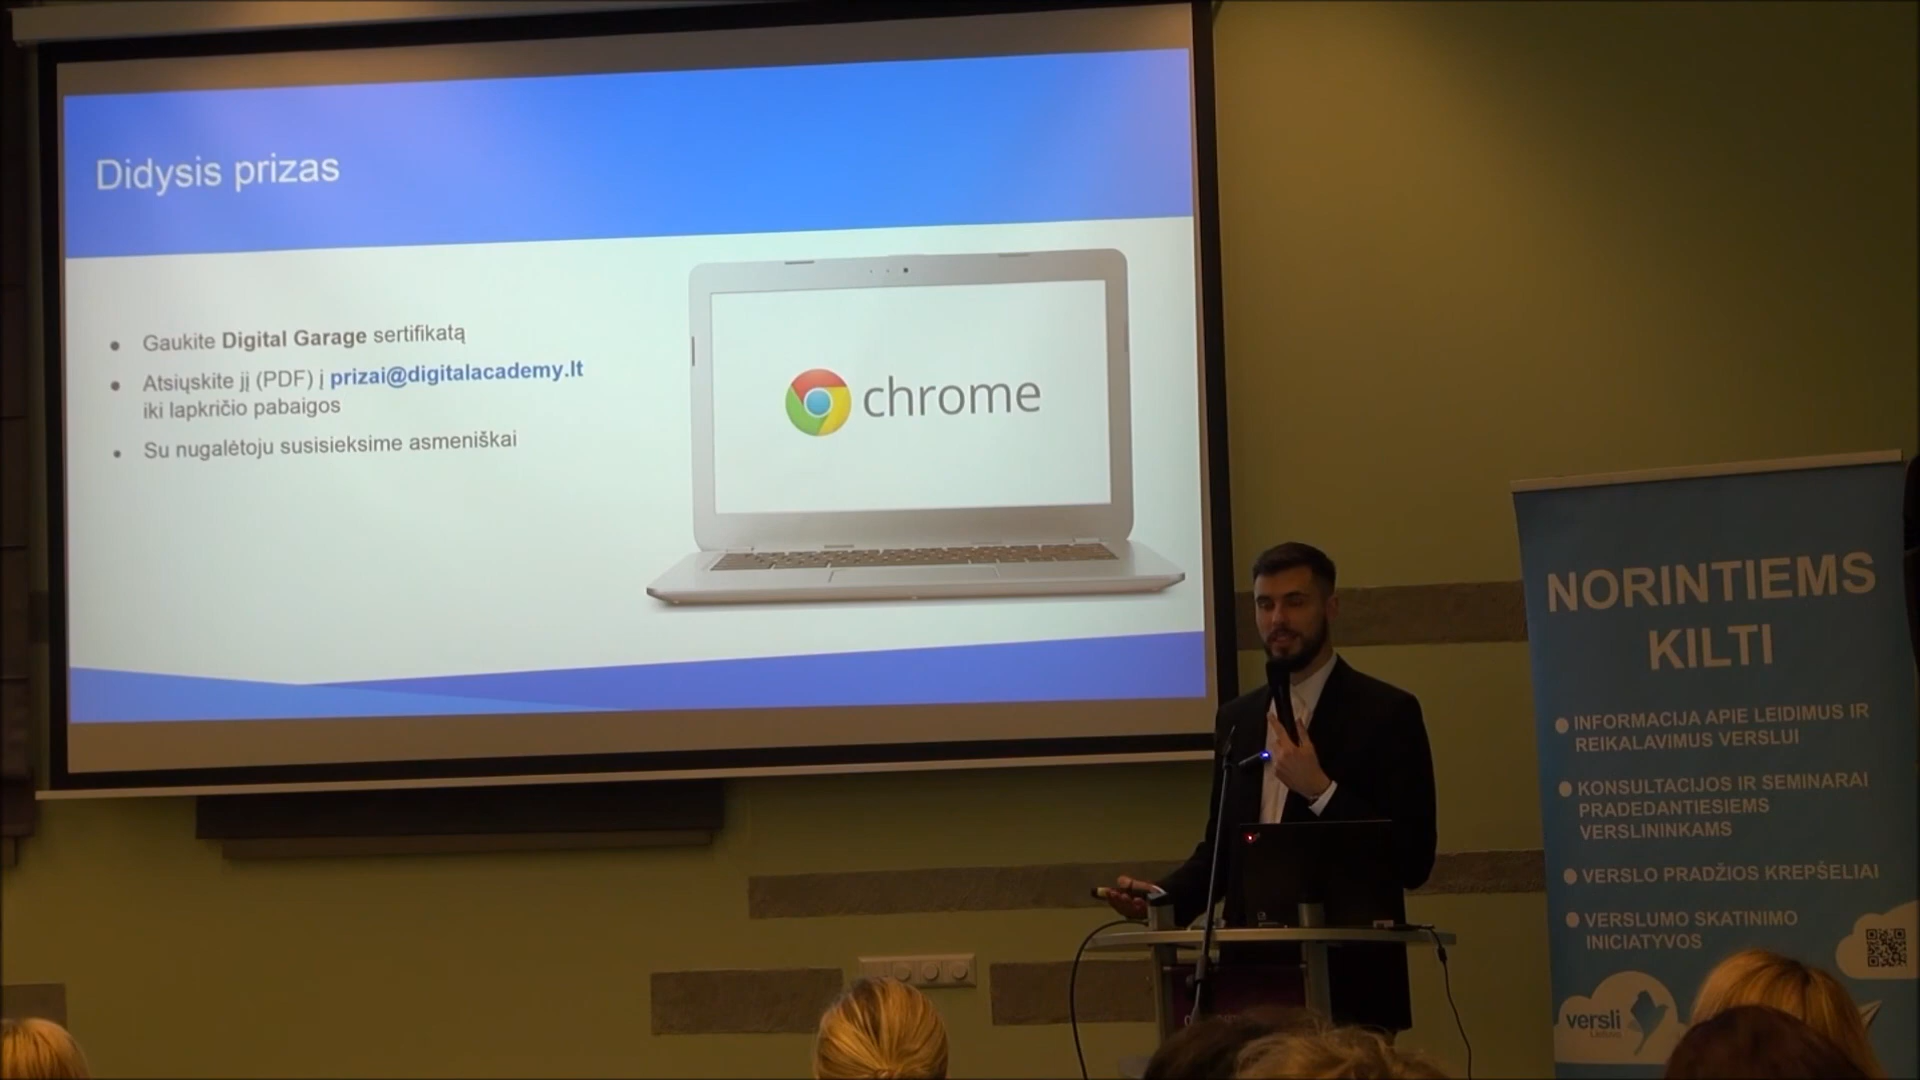 Didysis prizas
Gaukite Digital Garage sertifikatą
Atsiųskite jį (PDF) į prizai@digitalacademy.lt
iki lapkričio pabaigos
Su nugalėtoju susisieksime asmeniškai
chrome
NORINTIEMS
KILTI
INFORMACIJA APIE LEIDIMUS IR
REIKALAVIMUS VERSLUI
KONSULTACIJOS IR SEMINARAI
PRADEDANTIESIEMS
VERSLININKAMS
VERSLO PRADŽIOS KREPŠELIAI
VERSLUMO SKATINIMO
INICIATYVOS
versli
Lietuva